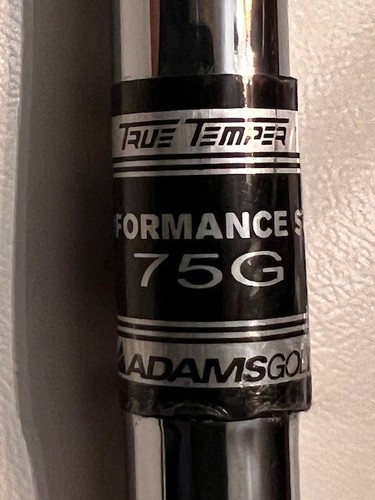 TRUE TEMPER
FORMANCE S
75G
ADAMSGOL